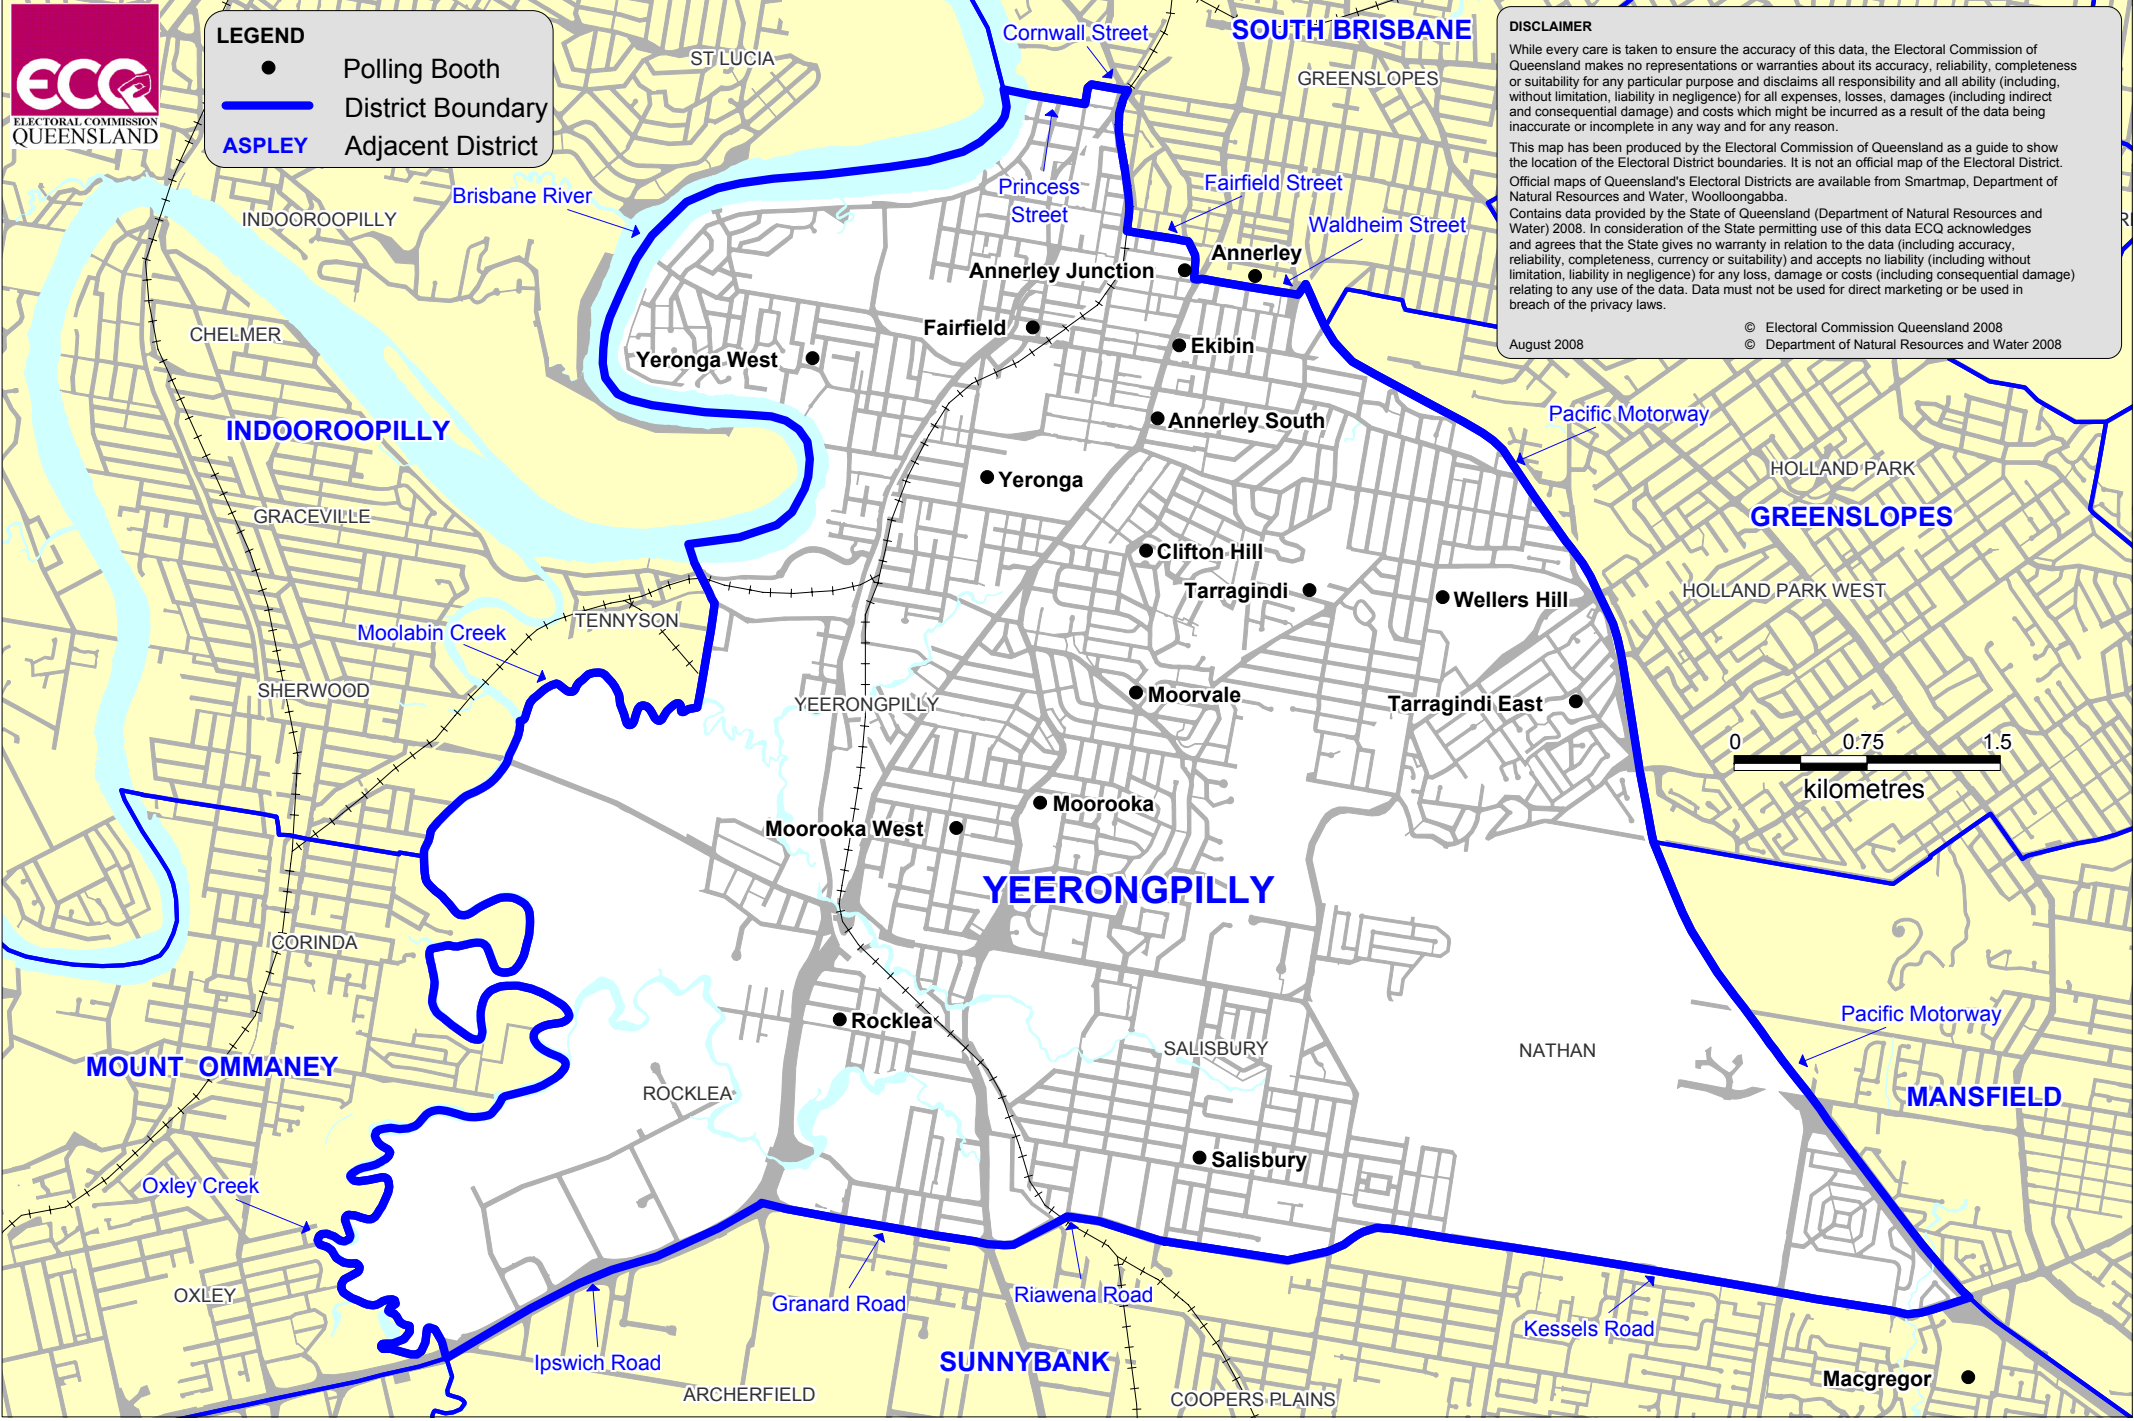 ECQ
ELECTORAL COMMISSION
QUEENSLAND
LEGEND
Polling Booth
District Boundary
ASPLEY Adjacent District
DISCLAIMER
While every care is taken to ensure the accuracy of this data, the Electoral Commission of
Queensland makes no representations or warranties about its accuracy, reliability, completeness
or suitability for any particular purpose and disclaims all responsibility and all ability (including,
without limitation, liability in negligence) for all expenses, losses, damages (including indirect
and consequential damage) and costs which might be incurred as a result of the data being
inaccurate or incomplete in any way and for any reason.
This map has been produced by the Electoral Commission of Queensland as a guide to show
the location of the Electoral District boundaries. It is not an official map of the Electoral District.
Official maps of Queensland's Electoral Districts are available from Smartmap, Department of
Natural Resources and Water, Woolloongabba.
Contains data provided by the State of Queensland (Department of Natural Resources and
Water) 2008. In consideration of the State permitting use of this data ECQ acknowledges
and agrees that the State gives no warranty in relation to the data (including accuracy,
reliability, completeness, currency or suitability) and accepts no liability (including without
limitation, liability in negligence) for any loss, damage or costs (including consequential damage)
relating to any use of the data. Data must not be used for direct marketing or be used in
breach of the privacy laws.
© Electoral Commission Queensland 2008
August 2008 © Department of Natural Resources and Water 2008
SOUTH BRISBANE
Cornwall Street
ST LUCIA
GREENSLOPES
Brisbane River
Princess
Street
Fairfield Street
INDOOROOPILLY
Waldheim Street
Annerley
Annerley Junction
Fairfield
CHELMER
Ekibin
Yeronga West
Pacific Motorway
Annerley South
INDOOROOPILLY
HOLLAND PARK
Yeronga
GRACEVILLE
GREENSLOPES
Clifton Hill
Tarragindi
HOLLAND PARK WEST
Wellers Hill
TENNYSON
Moolabin Creek
SHERWOOD
Moorvale
YEERONGPILLY
Tarragindi East
0 0.75 1.5
kilometres
Moorooka
Moorooka West
YEERONGPILLY
CORINDA
Pacific Motorway
Rocklea
SALISBURY
NATHAN
MOUNT OMMANEY
ROCKLEA
MANSFIELD
Salisbury
Oxley Creek
OXLEY
Granard Road
Riawena Road
Kessels Road
Ipswich Road
SUNNYBANK
Macgregor
ARCHERFIELD
COOPERS PLAINS